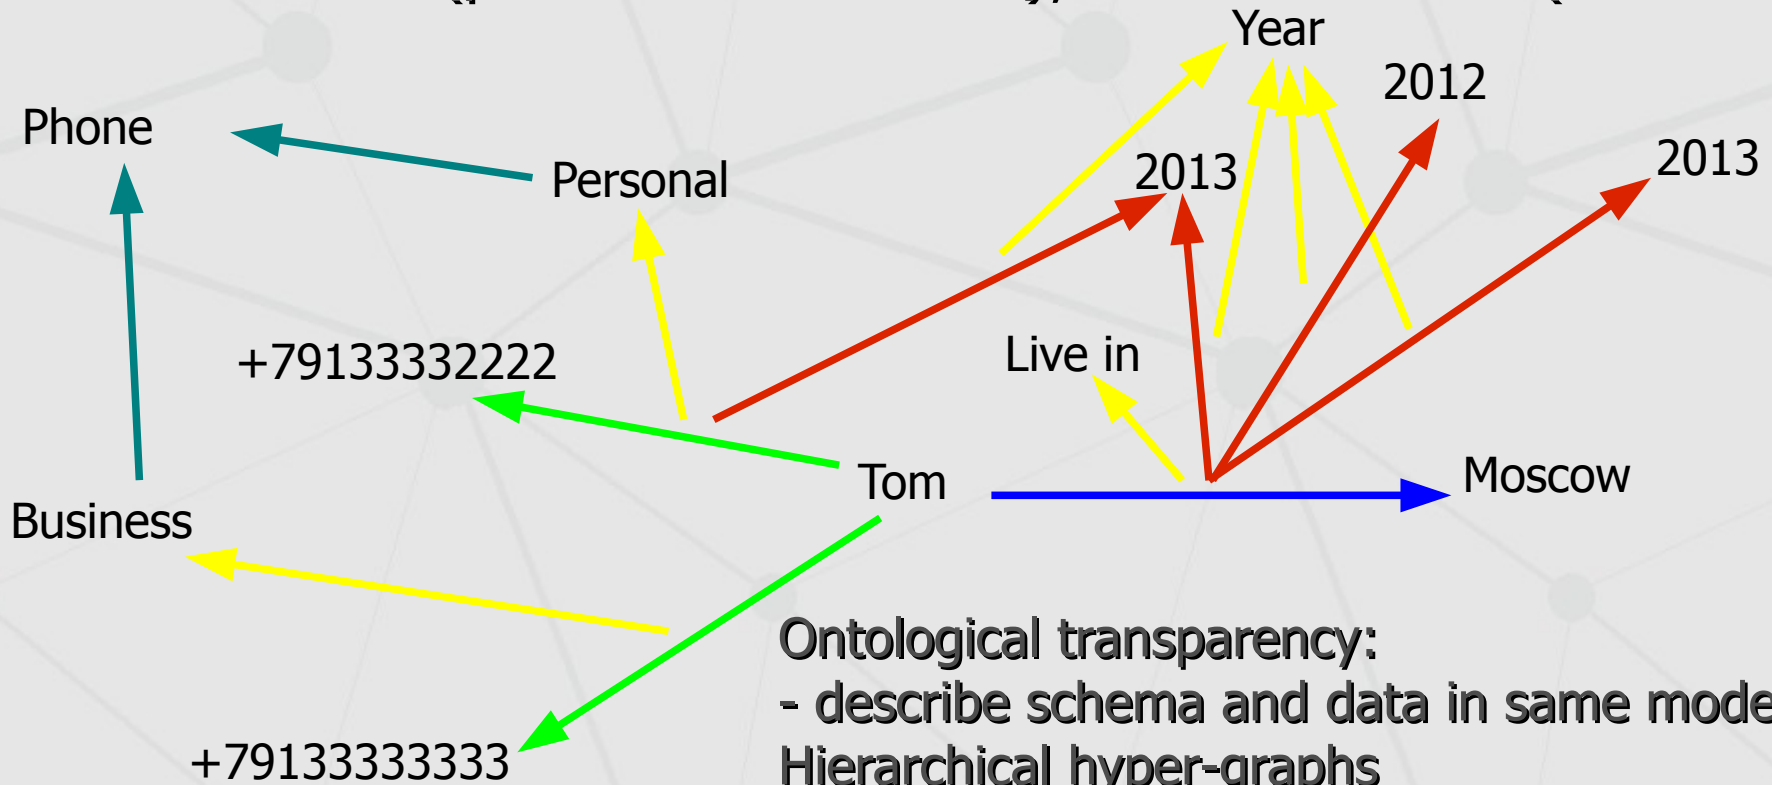 Year
2012
Phone
2013
2013
Personal
Live in
+79133332222
Moscow
Tom
Business
Ontological transparency:
- describe schema and data in same mode
+79133333333
Hierarchical hyper-graphs